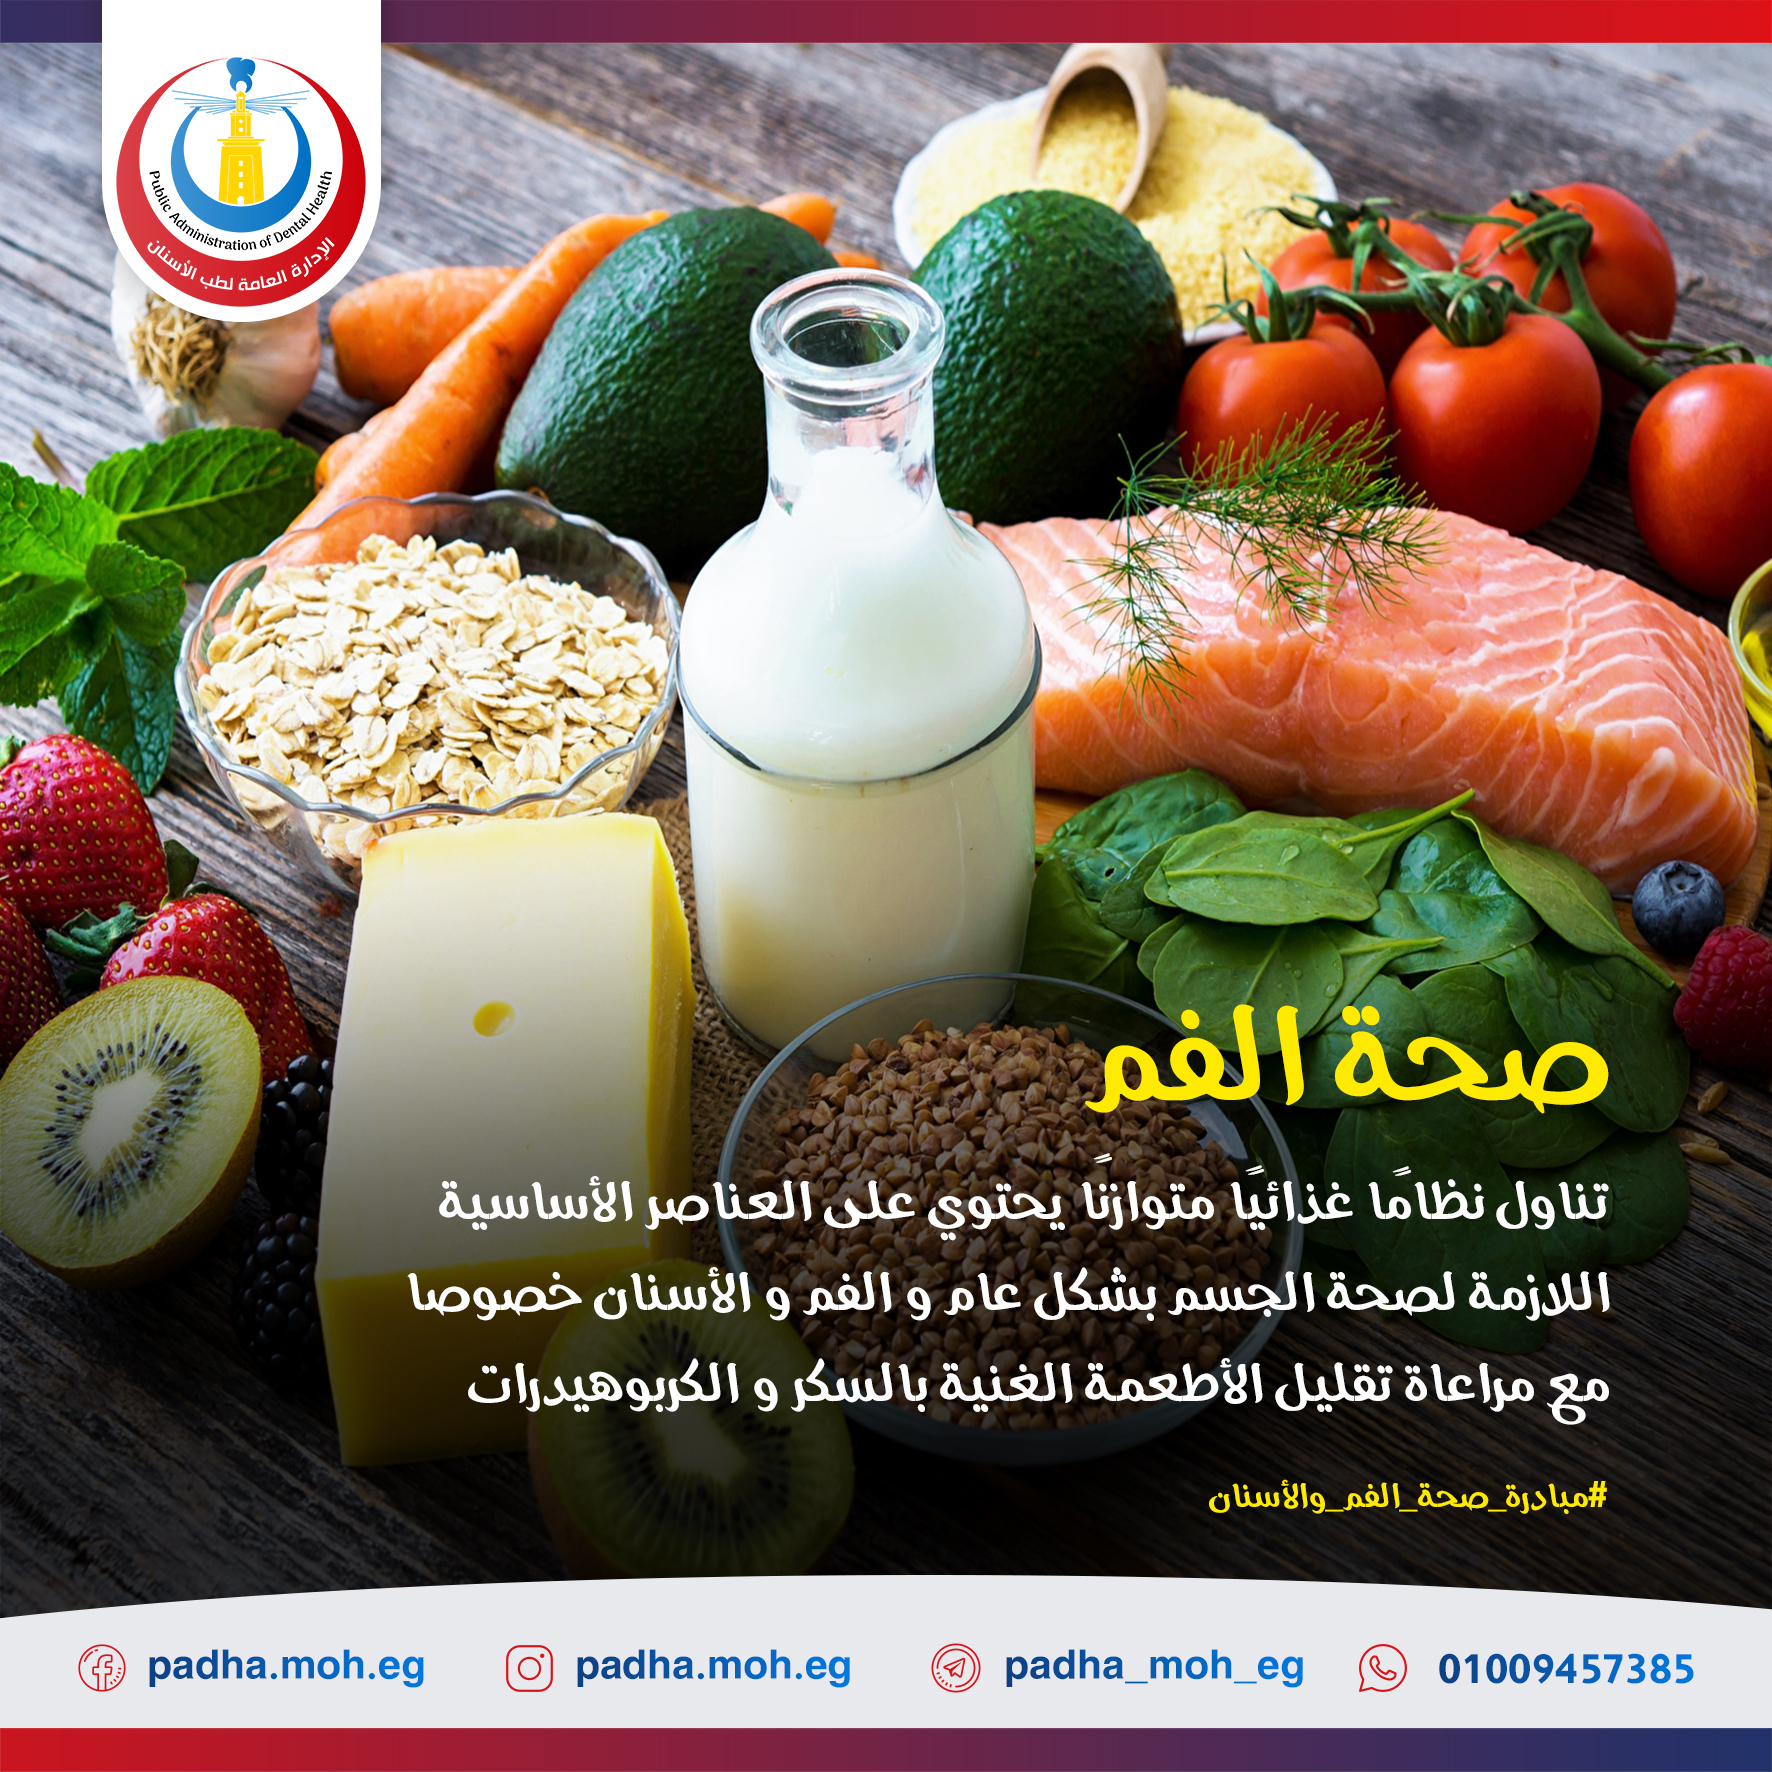 Public Administration of Dental Health
الإدارة العامة لطب الأسنان
صحة الفم
تناول نظامًا غذائيًا متوازنًا يحتوي على العناصر الأساسية
اللازمة لصحة الجسم بشكل عام و الفم و الأسنان خصوصا
مع مراعاة تقليل الأطعمة الغنية بالسكر و الكربوهيدرات
#مبادرة_صحة_الفم_والأسنان
padha.moh.eg padha.moh.eg padha_moh_eg 01009457385